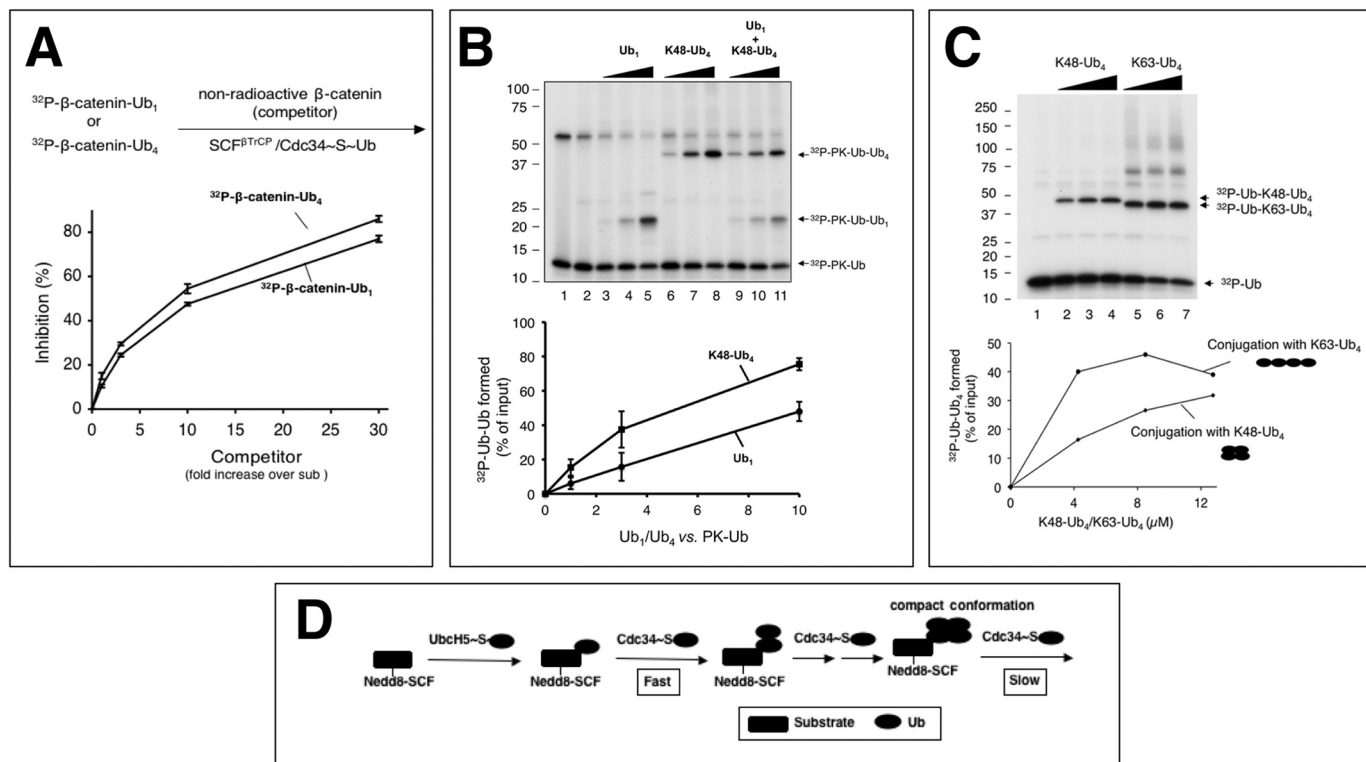 A
³²P-β-catenin-Ub₁
or
³²P-β-catenin-Ub₄
non-radioactive β-catenin
(competitor)
SCF^βTrCP/Cdc34~S~Ub
³²P-β-catenin-Ub₄
³²P-β-catenin-Ub₁
Inhibition (%)
80
60
40
20
0
0 5 10 15 20 25 30
Competitor
(fold increase over sub )
B
Ub₁
K48-Ub₄
Ub₁
+
K48-Ub₄
100
75
50
37
25
20
15
10
³²P-PK-Ub-Ub₄
³²P-PK-Ub-Ub₁
³²P-PK-Ub
1 2 3 4 5 6 7 8 9 10 11
³²P-Ub-Ub formed
(% of input)
100
80
60
40
20
0
K48-Ub₄
Ub₁
0 2 4 6 8 10
Ub₁/Ub₄ vs. PK-Ub
C
K48-Ub₄ K63-Ub₄
250
150
100
75
50
37
25
20
15
10
³²P-Ub-K48-Ub₄
³²P-Ub-K63-Ub₄
³²P-Ub
1 2 3 4 5 6 7
³²P-Ub-Ub₄ formed
(% of input)
50
40
30
20
10
0
Conjugation with K63-Ub₄
Conjugation with K48-Ub₄
0 4 8 12
K48-Ub₄/K63-Ub₄ (μM)
D
compact conformation
UbcH5~S~
Cdc34~S
Cdc34~S
Cdc34~S
Nedd8-SCF
Nedd8-SCF
Fast
Nedd8-SCF
Nedd8-SCF
Slow
Substrate
Ub